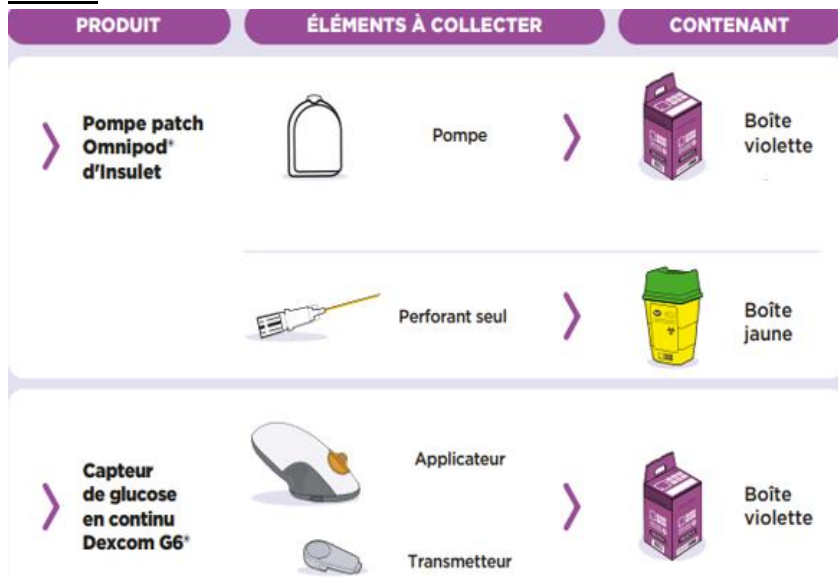 PRODUIT
ÉLÉMENTS À COLLECTER
CONTENANT
Pompe patch
Omnipod®
d'Insulet
Pompe
Boîte
violette
Perforant seul
Boîte
jaune
Capteur
de glucose
en continu
Dexcom G6®
Applicateur
Transmetteur
Boîte
violette